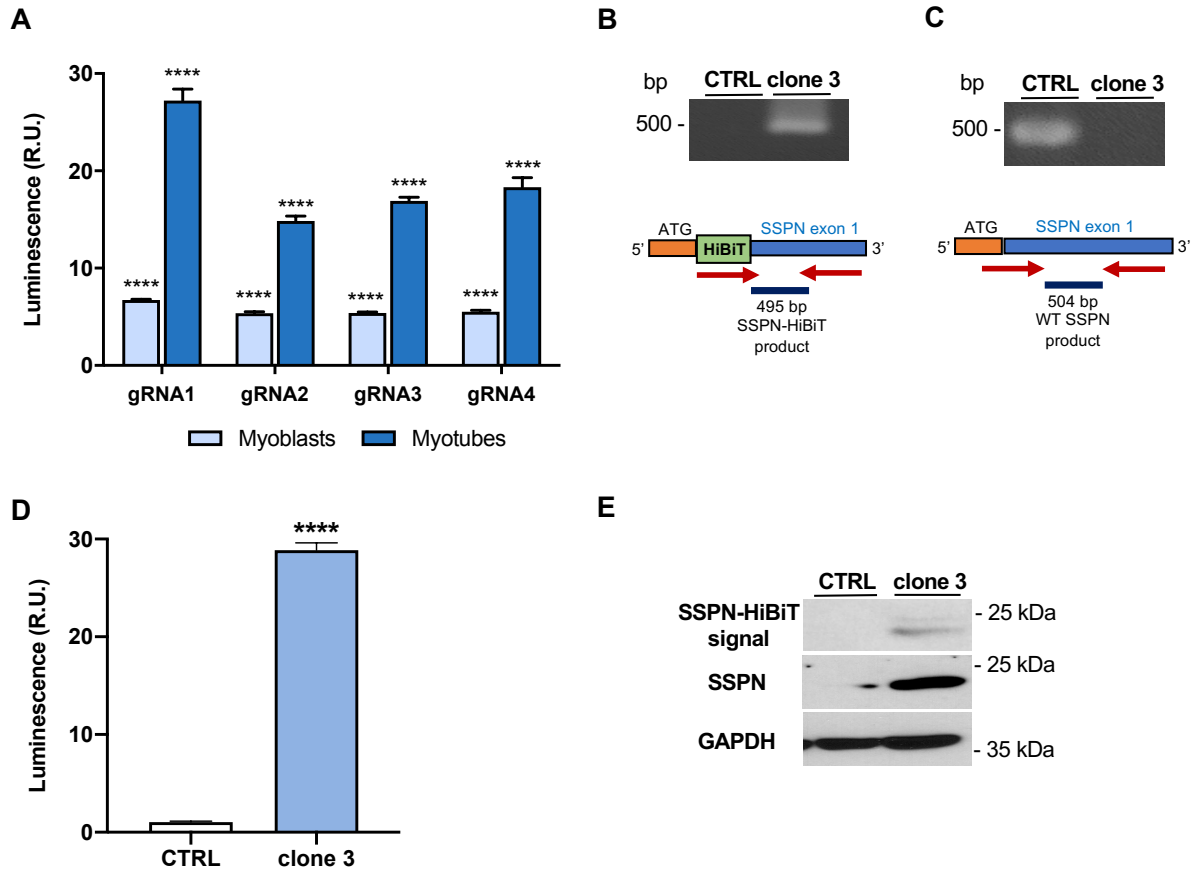 A
Luminescence (R.U.)
30
20
10
0
****
****
****
****
****
****
****
****
gRNA1 gRNA2 gRNA3 gRNA4
Myoblasts Myotubes
B
bp
CTRL clone 3
500 -
ATG
SSPN exon 1
5’
HiBiT
3’
495 bp
SSPN-HiBiT
product
C
bp
CTRL clone 3
500 -
ATG
SSPN exon 1
5’
3’
504 bp
WT SSPN
product
D
Luminescence (R.U.)
30
20
10
0
****
CTRL clone 3
E
CTRL clone 3
SSPN-HiBiT
signal
- 25 kDa
SSPN
- 25 kDa
GAPDH
- 35 kDa